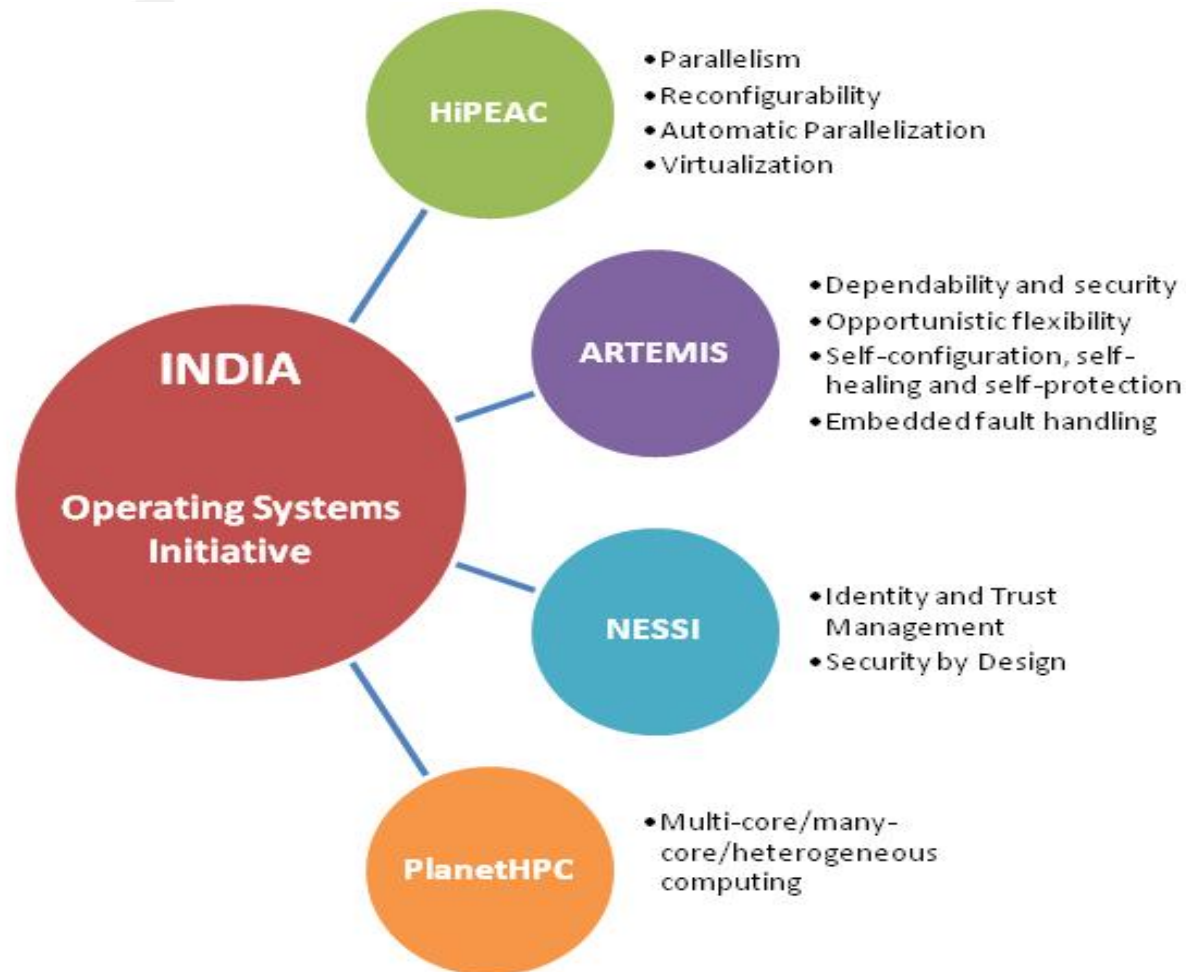 HiPEAC
•Parallelism
•Reconfigurability
•Automatic Parallelization
•Virtualization
INDIA
Operating Systems
Initiative
ARTEMIS
•Dependability and security
•Opportunistic flexibility
•Self-configuration, self-
healing and self-protection
•Embedded fault handling
NESSI
•Identity and Trust
Management
•Security by Design
PlanetHPC
•Multi-core/many-
core/heterogeneous
computing